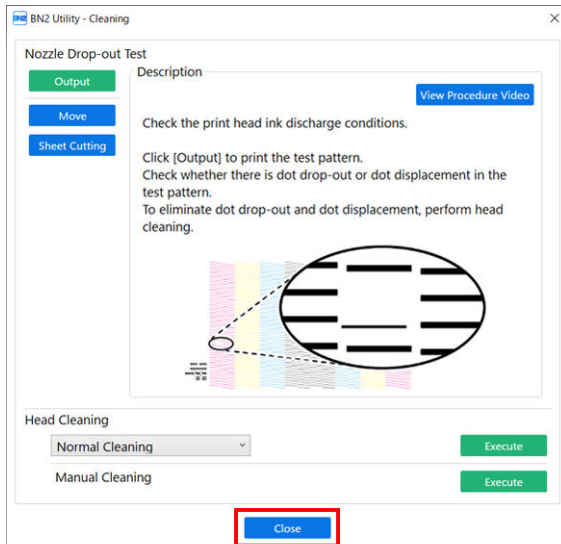 BN2 Utility - Cleaning
Nozzle Drop-out Test
Output
Move
Sheet Cutting
Description
View Procedure Video
Check the print head ink discharge conditions.
Click [Output] to print the test pattern.
Check whether there is dot drop-out or dot displacement in the
test pattern.
To eliminate dot drop-out and dot displacement, perform head
cleaning.
Head Cleaning
Normal Cleaning
Execute
Manual Cleaning
Execute
Close